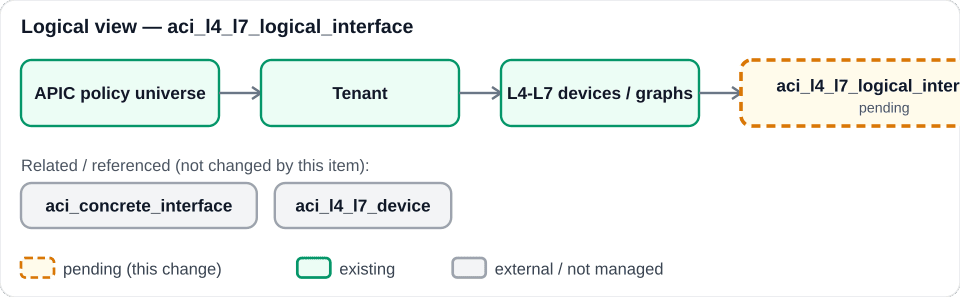 Logical view — aci_l4_l7_logical_interface
APIC policy universe
Tenant
L4-L7 devices / graphs
aci_l4_l7_logical_inter
pending
Related / referenced (not changed by this item):
aci_concrete_interface
aci_l4_l7_device
pending (this change)
existing
external / not managed